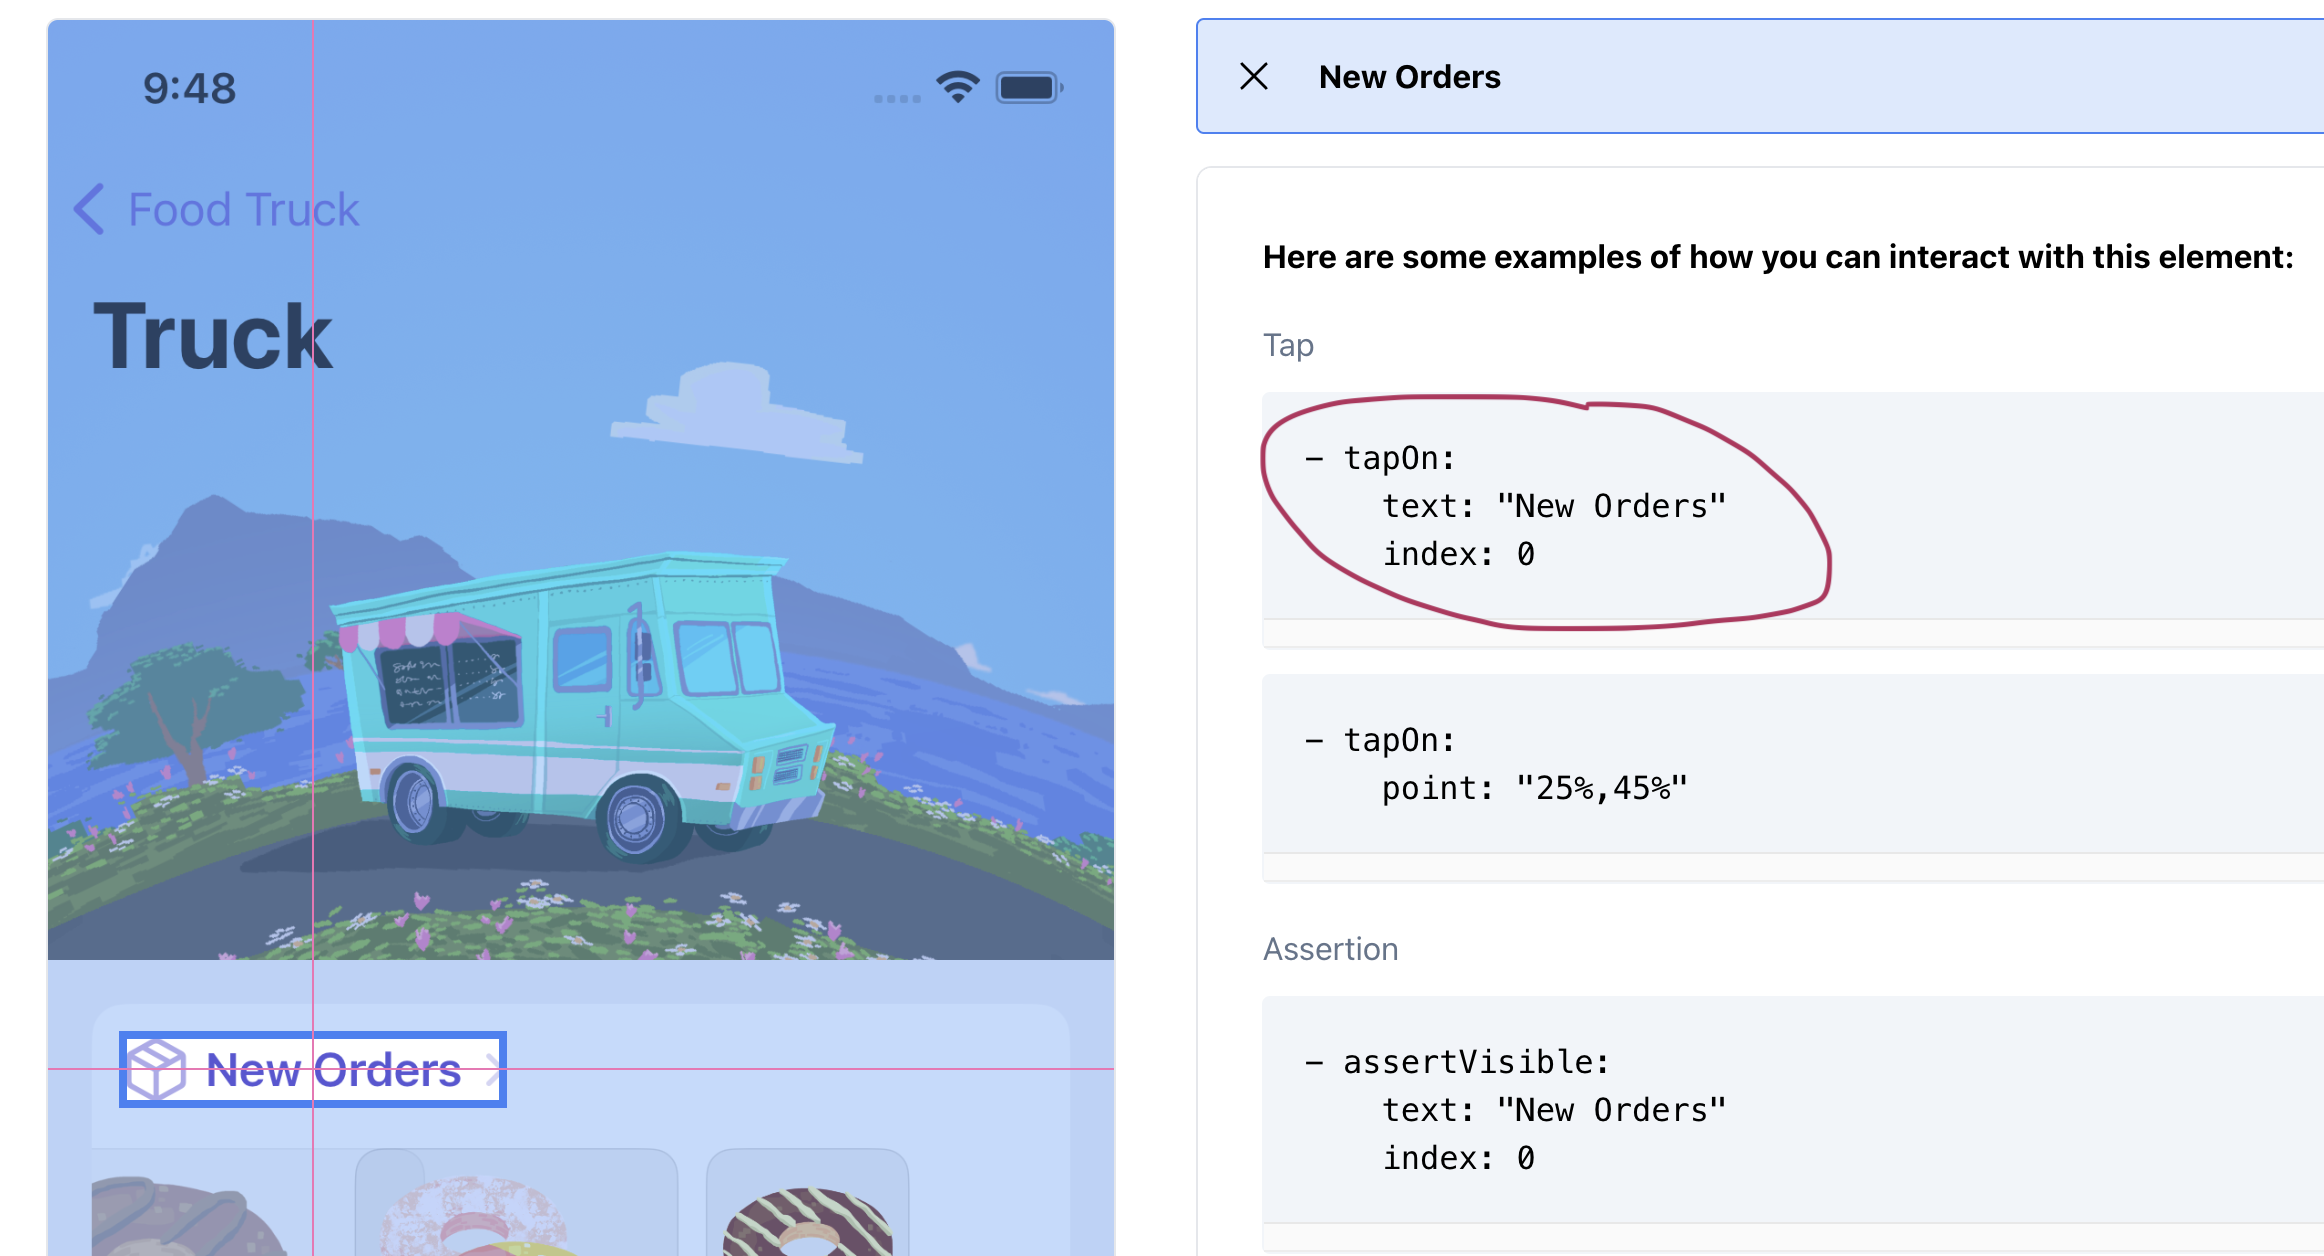 9:48
Food Truck
Truck
New Orders
New Orders
Here are some examples of how you can interact with this element:
Tap
- tapOn:
text: "New Orders"
index: 0
- tapOn:
point: "25%,45%"
Assertion
- assertVisible:
text: "New Orders"
index: 0